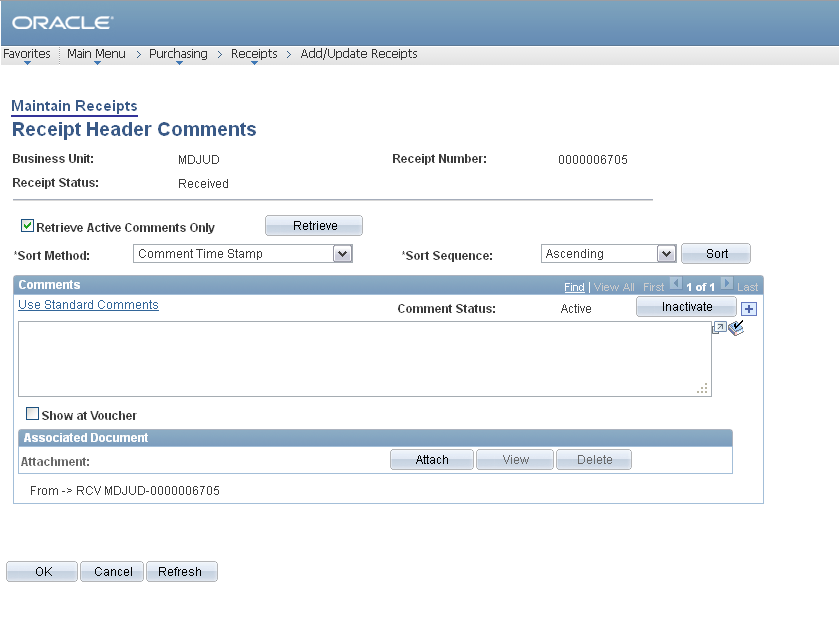 ORACLE
Favorites Main Menu > Purchasing > Receipts > Add/Update Receipts
Maintain Receipts
Receipt Header Comments
Business Unit: MDJUD Receipt Number: 0000006705
Receipt Status: Received
Retrieve Active Comments Only Retrieve
*Sort Method: Comment Time Stamp *Sort Sequence: Ascending Sort
Comments Find | View All First 1 of 1 Last
Use Standard Comments Comment Status: Active Inactivate
Show at Voucher
Associated Document
Attachment: Attach View Delete
From -> RCV MDJUD-0000006705
OK Cancel Refresh